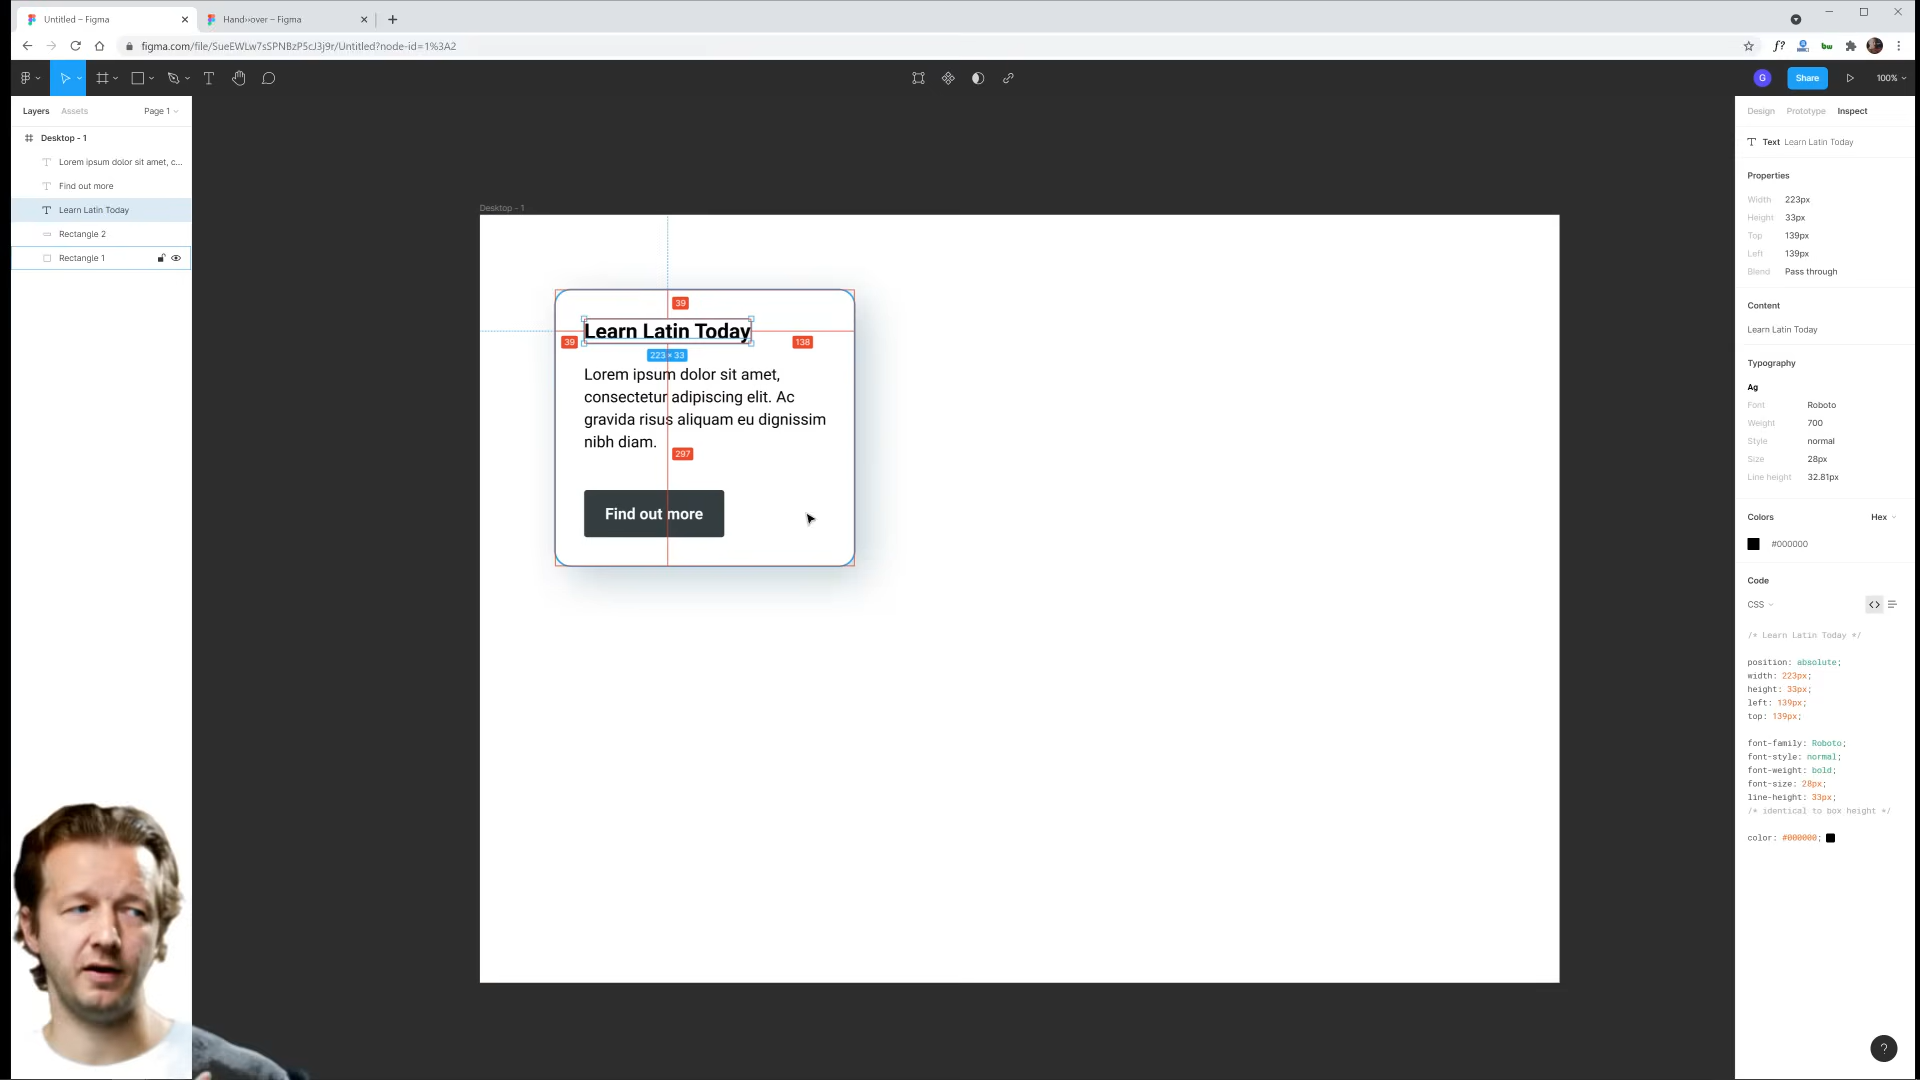 Untitled – Figma
Hand››over – Figma
figma.com/file/SueEWLw7sSPNBzP5cJ3j9r/Untitled?node-id=1%3A2
f?
bw
G
Share
100%
Layers
Assets
Page 1
Desktop - 1
Lorem ipsum dolor sit amet, c...
Find out more
Learn Latin Today
Rectangle 2
Rectangle 1
Desktop - 1
39
Learn Latin Today
39
138
223 × 33
Lorem ipsum dolor sit amet,
consectetur adipiscing elit. Ac
gravida risus aliquam eu dignissim
nibh diam.
297
Find out more
Design
Prototype
Inspect
Text Learn Latin Today
Properties
Width 223px
Height 33px
Top 139px
Left 139px
Blend Pass through
Content
Learn Latin Today
Typography
Ag
Font Roboto
Weight 700
Style normal
Size 28px
Line height 32.81px
Colors
Hex
#000000
Code
CSS
/* Learn Latin Today */
position: absolute;
width: 223px;
height: 33px;
left: 139px;
top: 139px;
font-family: Roboto;
font-style: normal;
font-weight: bold;
font-size: 28px;
line-height: 33px;
/* identical to box height */
color: #000000;
?